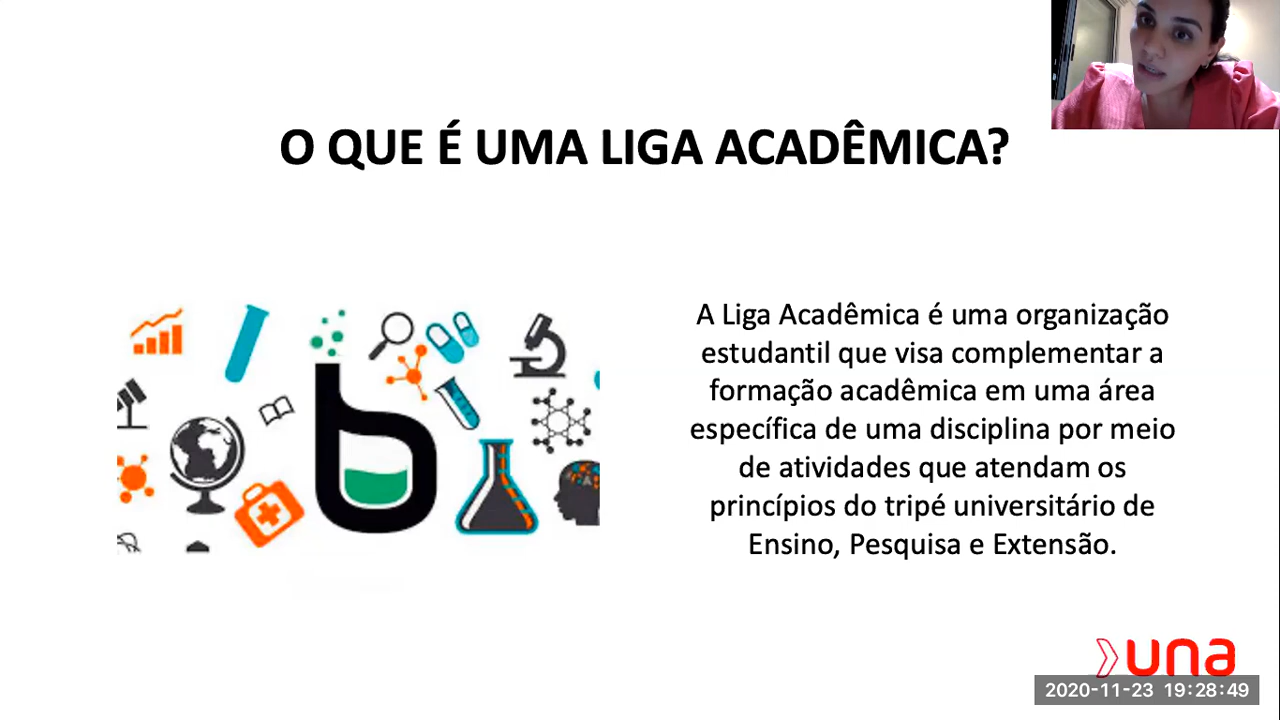 O QUE É UMA LIGA ACADÊMICA?
A Liga Acadêmica é uma organização
estudantil que visa complementar a
formação acadêmica em uma área
específica de uma disciplina por meio
de atividades que atendam os
princípios do tripé universitário de
Ensino, Pesquisa e Extensão.
una
2020-11-23 19:28:49